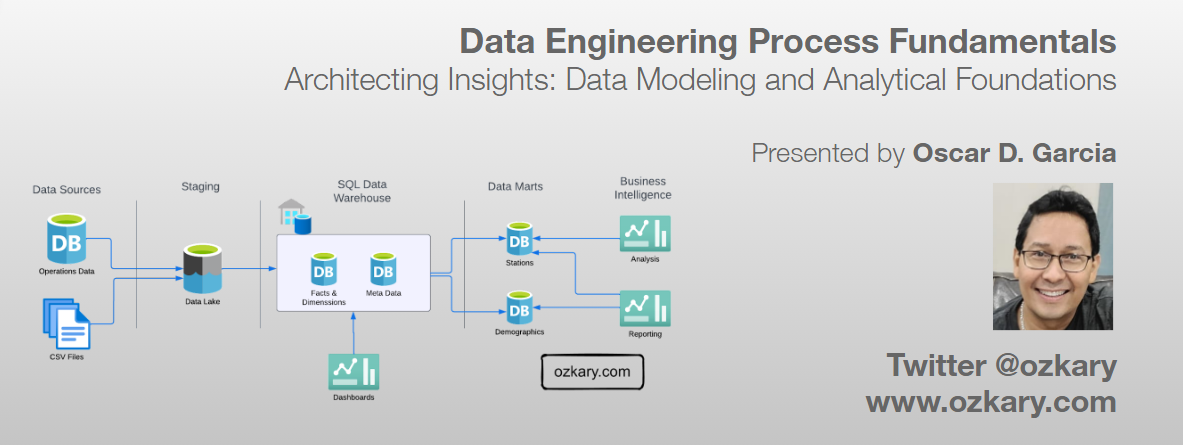 Data Engineering Process Fundamentals
Architecting Insights: Data Modeling and Analytical Foundations
Presented by Oscar D. Garcia
Data Sources
Staging
SQL Data
Warehouse
Data Marts
Business
Intelligence
DB
Operations Data
CSV Files
Data Lake
DB
Facts &
Dimensions
DB
Meta Data
Dashboards
DB
Stations
DB
Demographics
Analysis
Reporting
ozkary.com
Twitter @ozkary
www.ozkary.com